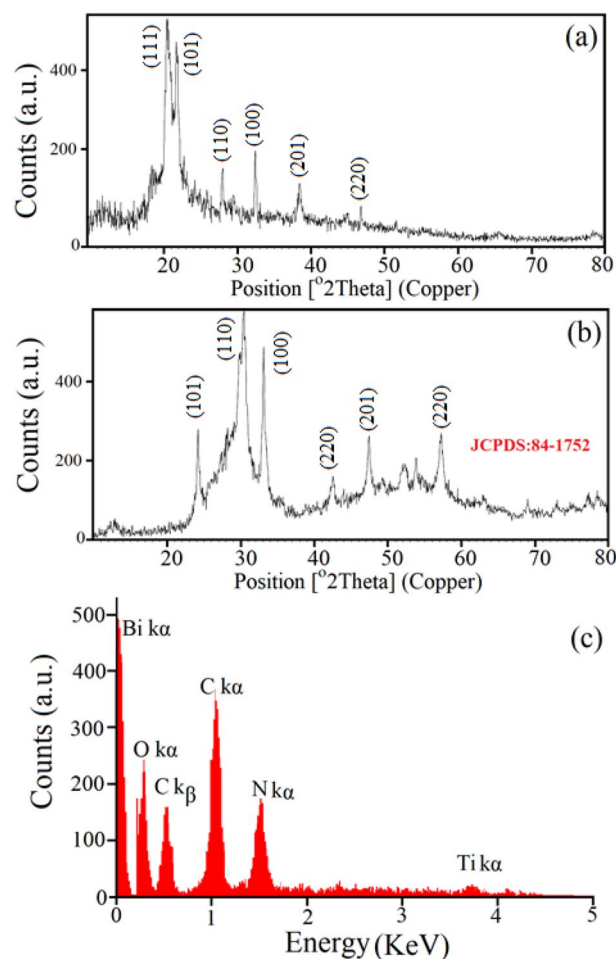 (a)
Counts (a.u.)
400
200
0
(111)
(101)
(110)
(100)
(201)
(220)
20 30 40 50 60 70 80
Position [°2Theta] (Copper)
(b)
Counts (a.u.)
400
200
0
(101)
(110)
(100)
(220)
(201)
(220)
JCPDS:84-1752
20 30 40 50 60 70 80
Position [°2Theta] (Copper)
(c)
Counts (a.u.)
500
400
300
200
100
0
Bi kα
O kα
C kβ
C kα
N kα
Ti kα
0 1 2 3 4 5
Energy (KeV)